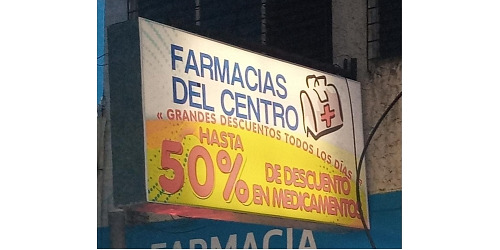 FARMACIAS
DEL CENTRO
« GRANDES DESCUENTOS TODOS LOS DÍAS
HASTA
50% DE DESCUENTO
EN MEDICAMENTOS
FARMACIA